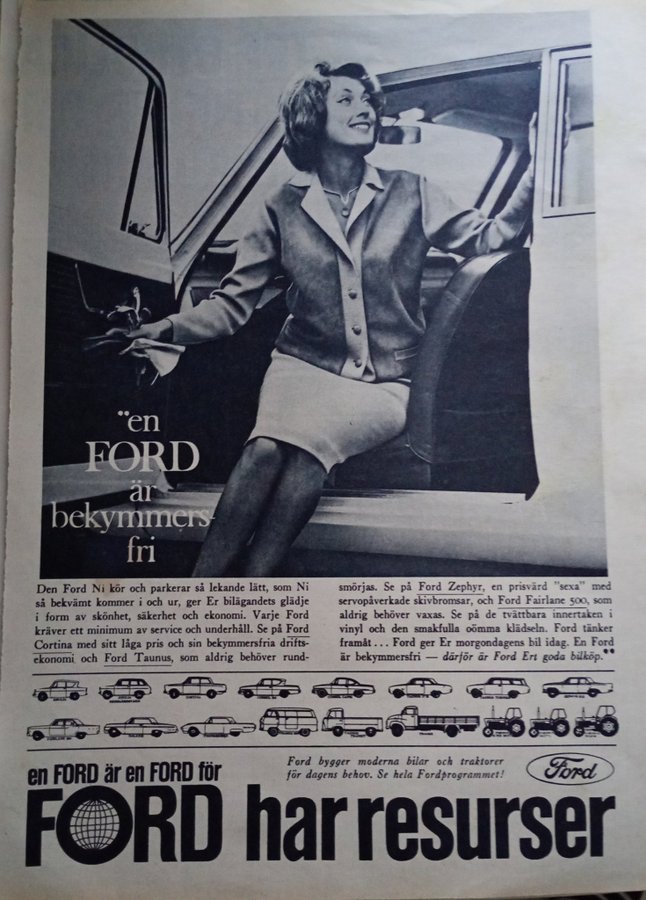 "en
FORD
är
bekymmers-
fri
Den Ford Ni kör och parkerar så lekande lätt, som Ni
så bekvämt kommer i och ur, ger Er bilägandets glädje
i form av skönhet, säkerhet och ekonomi. Varje Ford
kräver ett minimum av service och underhåll. Se på Ford
Cortina med sitt låga pris och sin bekymmersfria drifts-
ekonomi och Ford Taunus, som aldrig behöver rund-
smörjas. Se på Ford Zephyr, en prisvärd "sexa" med
servopåverkade skivbromsar, och Ford Fairlane 500, som
aldrig behöver vaxas. Se på de tvättbara innertaken i
vinyl och den smakfulla oömma klädseln. Ford tänker
framåt . . . Ford ger Er morgondagens bil idag. En Ford
är bekymmersfri — därför är Ford Ert goda bilköp."
Ford bygger moderna bilar och traktorer
för dagens behov. Se hela Fordprogrammet!
Ford
en FORD är en FORD för
FORD har resurser